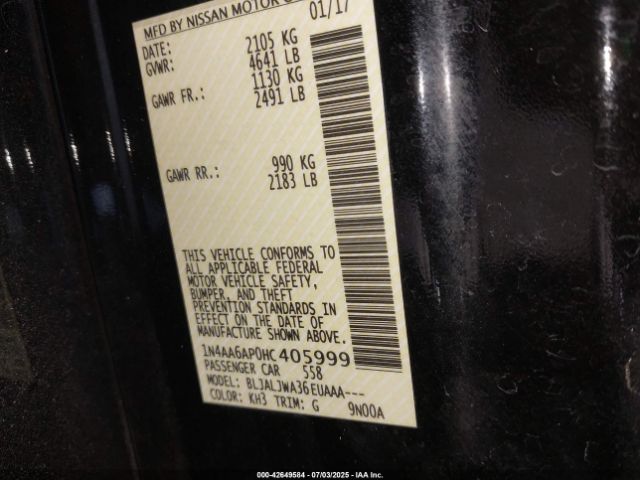 MFD BY NISSAN MOTOR
DATE: 01/17
GVWR: 2105 KG
4641 LB
GAWR FR.: 1130 KG
2491 LB
GAWR RR.: 990 KG
2183 LB
THIS VEHICLE CONFORMS TO
ALL APPLICABLE FEDERAL
MOTOR VEHICLE SAFETY,
BUMPER, AND THEFT
PREVENTION STANDARDS IN
EFFECT ON THE DATE OF
MANUFACTURE SHOWN ABOVE.
1N4AA6AP0HC405999
PASSENGER CAR 558
MODEL: BLJALJWA36EUAAA---
COLOR: KH3 TRIM: G 9N00A
000-42649584 - 07/03/2025 - © IAA Inc.